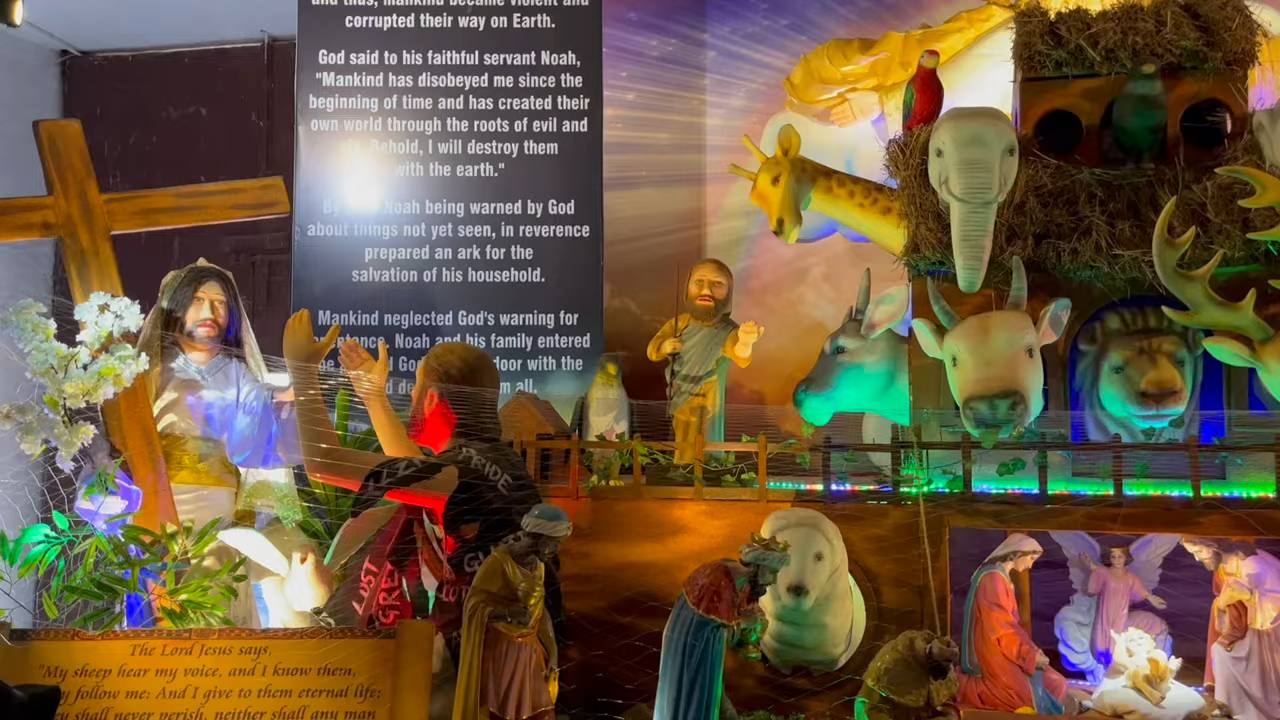 and thus, mankind became violent and
corrupted their way on Earth.
God said to his faithful servant Noah,
"Mankind has disobeyed me since the
beginning of time and has created their
own world through the roots of evil and
Behold, I will destroy them
with the earth."
By Noah being warned by God
about things not yet seen, in reverence
prepared an ark for the
salvation of his household.
Mankind neglected God's warning for
Noah and his family entered
the door with the
all.
PRIDE
LUST
The Lord Jesus says,
"My sheep hear my voice, and I know them,
follow me: And I give to them eternal life;
shall never perish, neither shall any man